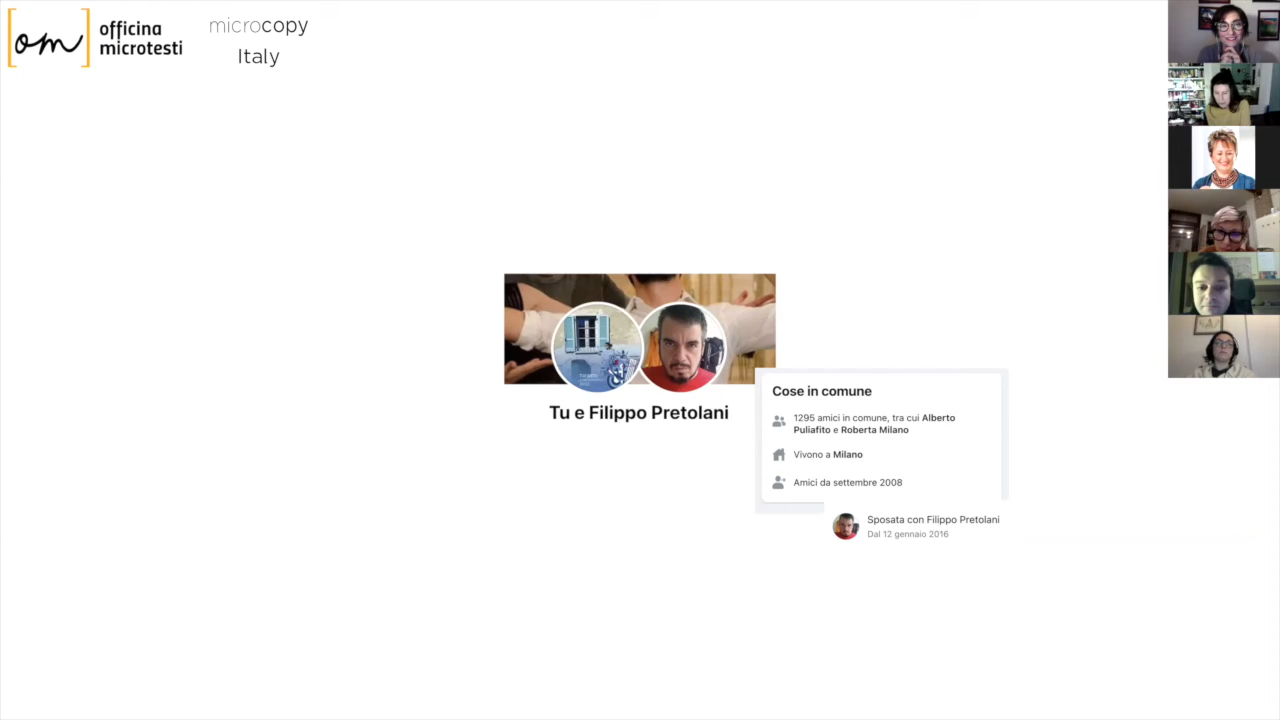 om
officina
microtesti
microcopy
Italy
Tu e Filippo Pretolani
Cose in comune
1295 amici in comune, tra cui Alberto
Puliafito e Roberta Milano
Vivono a Milano
Amici da settembre 2008
Sposata con Filippo Pretolani
Dal 12 gennaio 2016